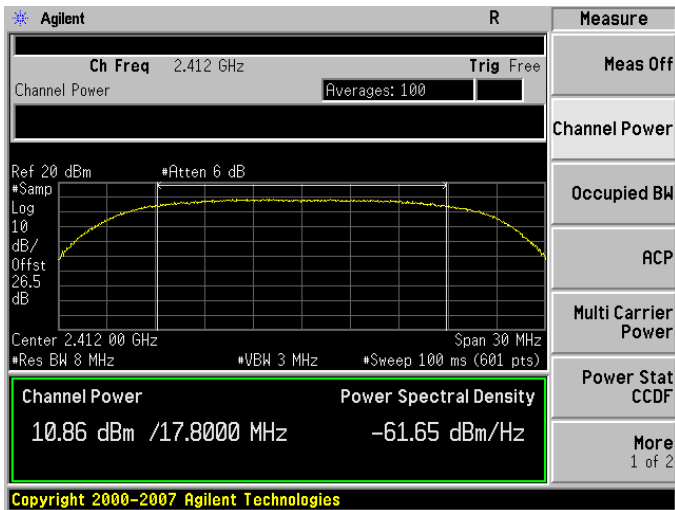 Agilent R Measure
Ch Freq 2.412 GHz Trig Free
Channel Power Averages: 100
Meas Off
Channel Power
Occupied BW
ACP
Multi Carrier
Power
Power Stat
CCDF
More
1 of 2
Ref 20 dBm #Atten 6 dB
#Samp
Log
10
dB/
Offst
26.5
dB
Center 2.412 00 GHz Span 30 MHz
#Res BW 8 MHz #VBW 3 MHz #Sweep 100 ms (601 pts)
Channel Power Power Spectral Density
10.86 dBm /17.8000 MHz -61.65 dBm/Hz
Copyright 2000-2007 Agilent Technologies